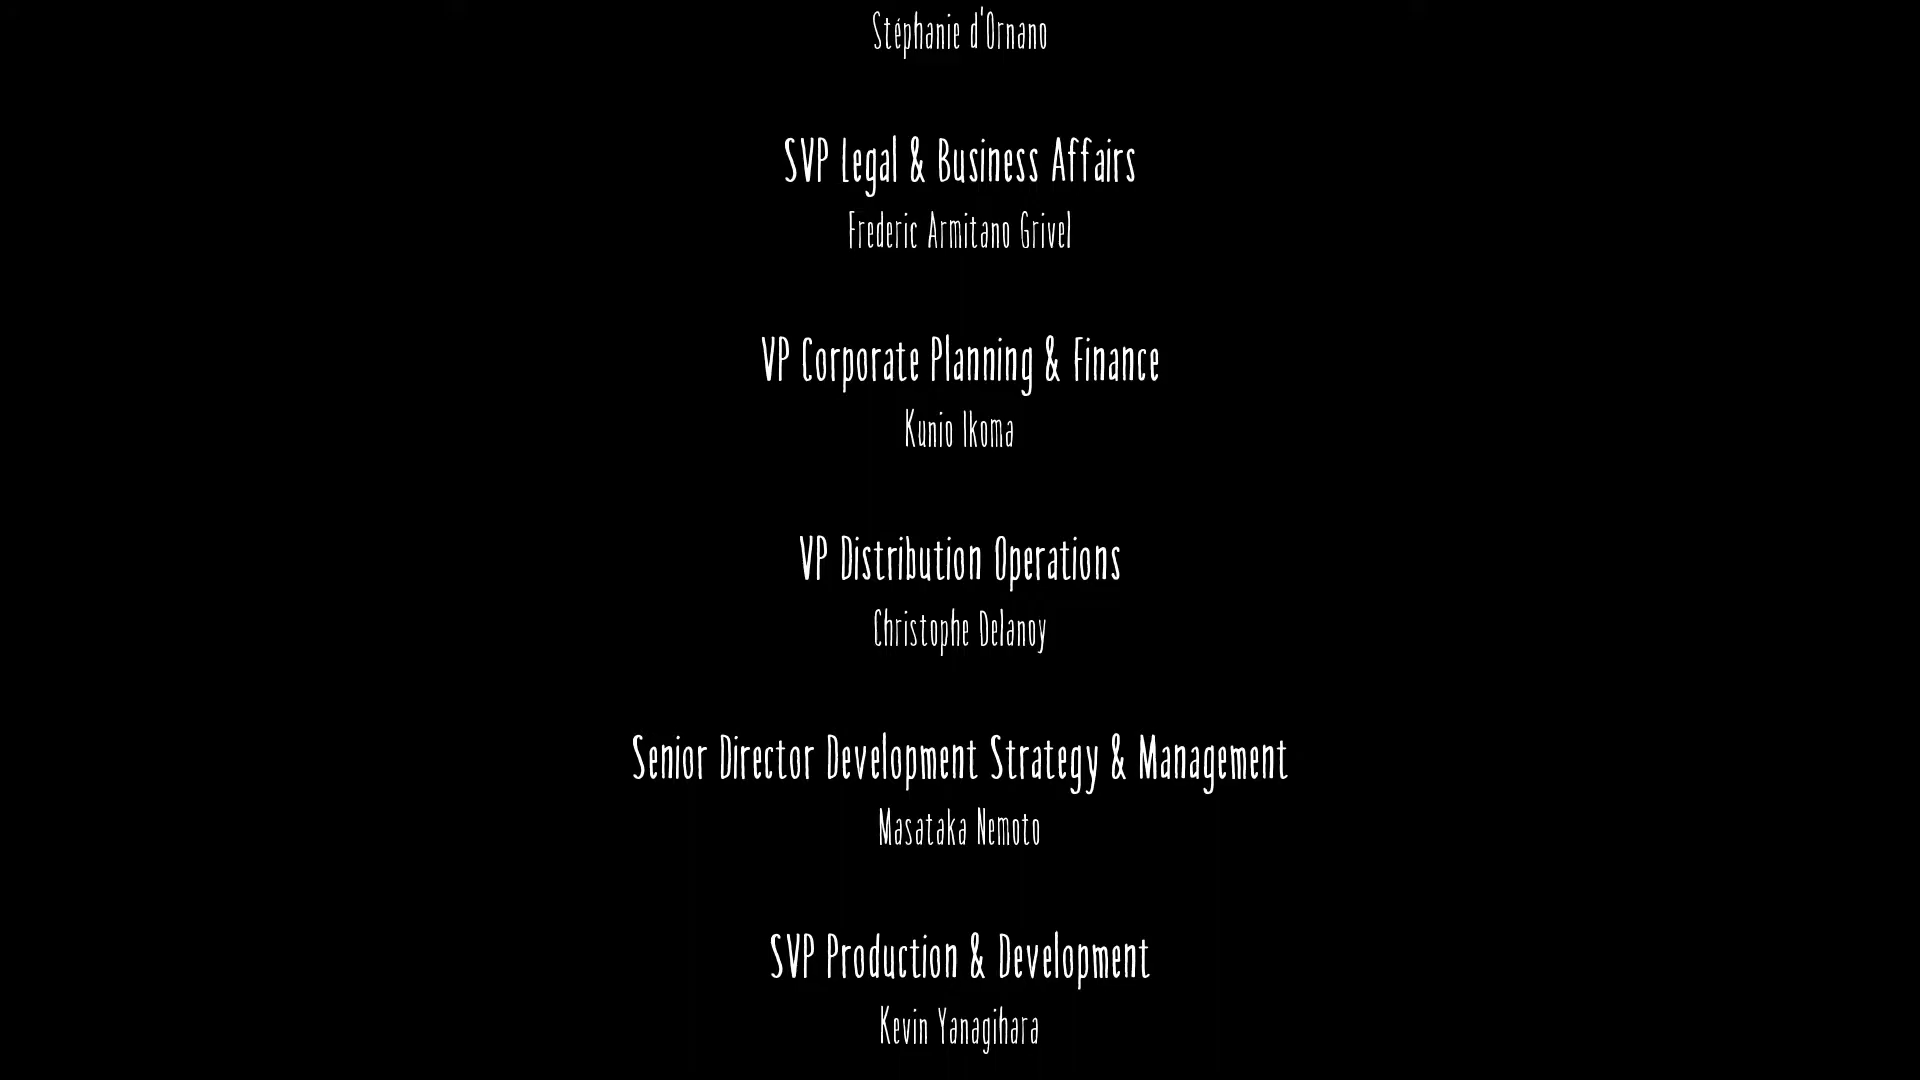 Stéphanie d'Ornano
SVP Legal & Business Affairs
Frederic Armitano Grivel
VP Corporate Planning & Finance
Kunio Ikoma
VP Distribution Operations
Christophe Delanoy
Senior Director Development Strategy & Management
Masataka Nemoto
SVP Production & Development
Kevin Yanagihara